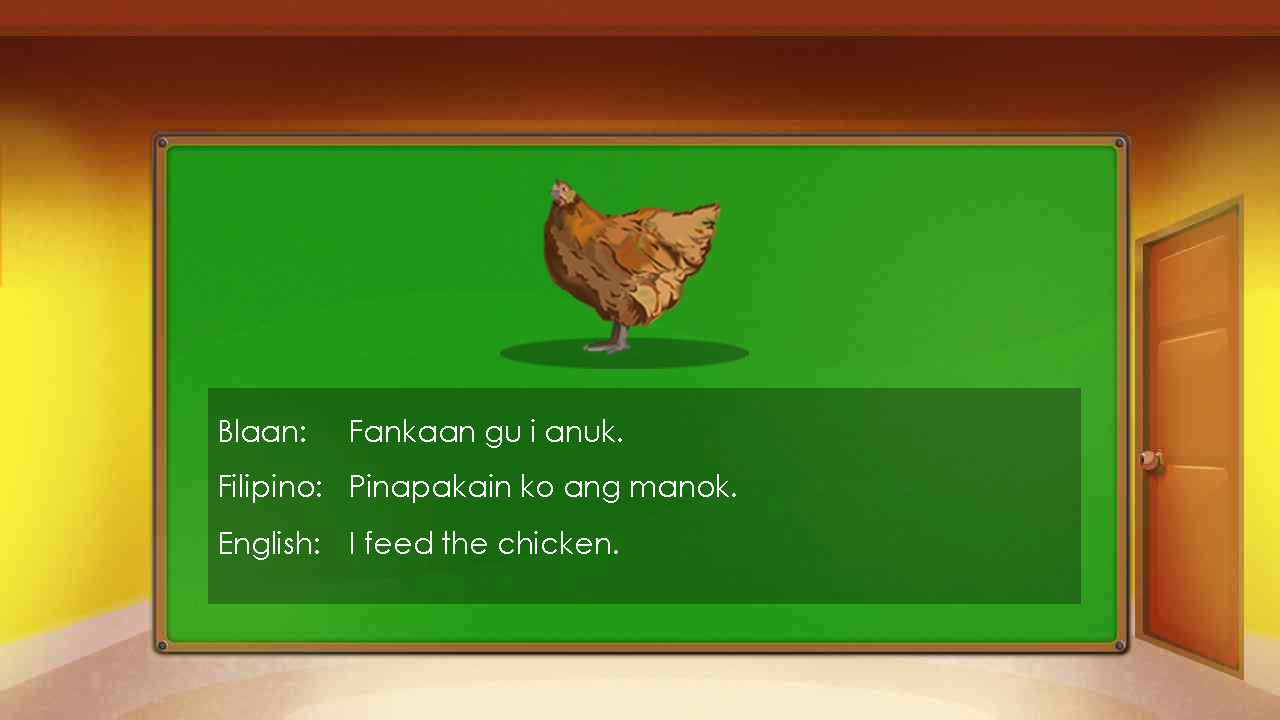 Blaan: Fankaan gu i anuk.
Filipino: Pinapakain ko ang manok.
English: I feed the chicken.